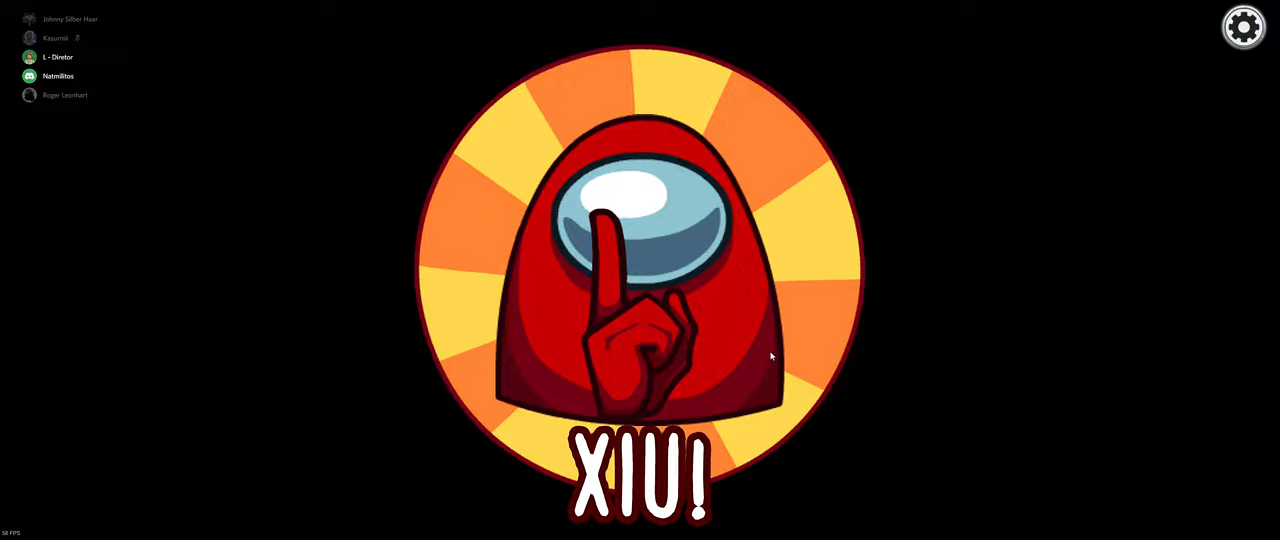 Johnny Silber Haar
Kasumiii
L - Diretor
Natmilitos
Roger Leonhart
XIU!
58 FPS